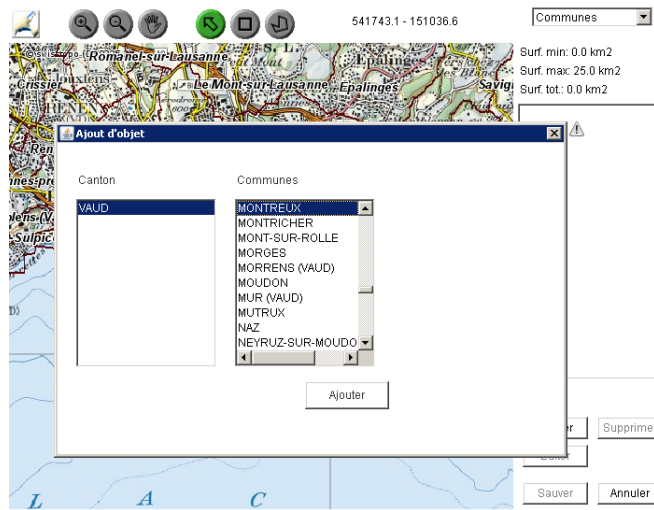 541743.1 - 151036.6
Communes
Surf. min: 0.0 km2
Surf. max: 25.0 km2
Surf. tot.: 0.0 km2
Romanel-sur-Lausanne
Le Mont-sur-Lausanne
Epalinges
Epalinges
Savig
Crissie
Ajout d'objet
Canton
Communes
VAUD
MONTREUX
MONTRICHER
MONT-SUR-ROLLE
MORGES
MORRENS (VAUD)
MOUDON
MUR (VAUD)
MUTRUX
NAZ
NEYRUZ-SUR-MOUDO
Ajouter
Supprime
Sauver
Annuler
L A C